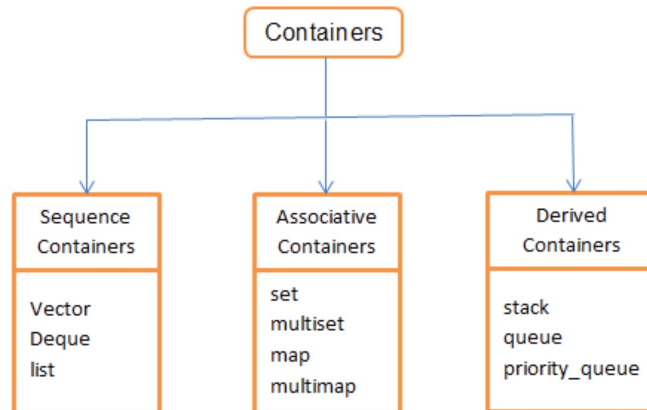 Containers
Sequence
Containers
Vector
Deque
list
Associative
Containers
set
multiset
map
multimap
Derived
Containers
stack
queue
priority_queue